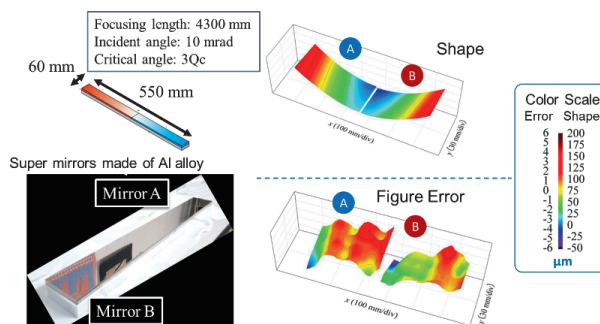 Focusing length: 4300 mm
Incident angle: 10 mrad
Critical angle: 3Qc
60 mm
550 mm
Super mirrors made of Al alloy
Mirror A
Mirror B
Shape
A
B
x (100 mm/div)
y (30 mm/div)
Figure Error
A
B
x (100 mm/div)
y (30 mm/div)
Color Scale
Error Shape
6 200
5 175
4 150
3 125
2 100
1 75
0 50
-1 25
-2 0
-3
-4
-5 -25
-6 -50
μm